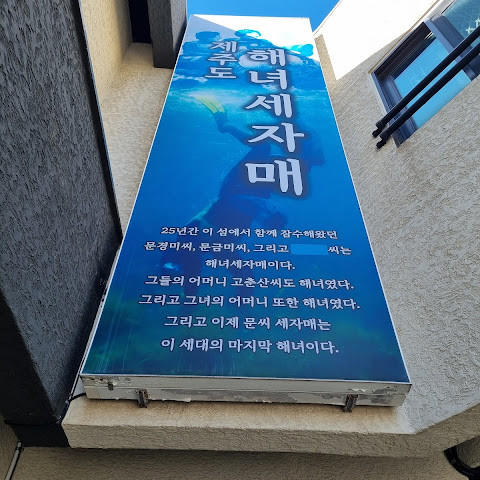 제주도
해녀세자매
25년간 이 섬에서 함께 잠수해왔던
문경미씨, 문금미씨, 그리고 씨는
해녀세자매이다.
그들의 어머니 고춘산씨도 해녀였다.
그리고 그녀의 어머니 또한 해녀였다.
그리고 이제 문씨 세자매는
이 세대의 마지막 해녀이다.